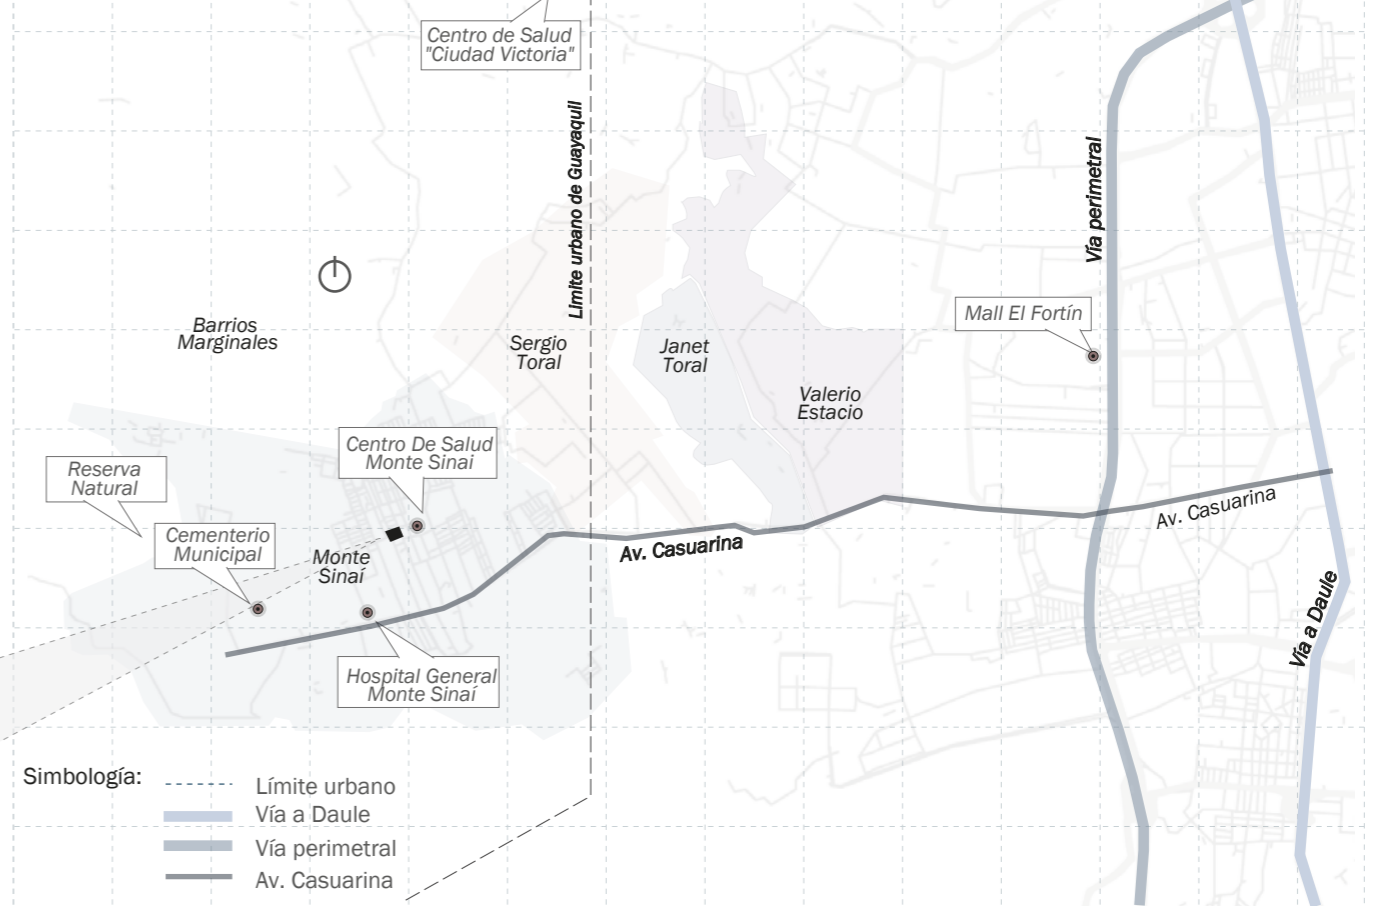 Centro de Salud
"Ciudad Victoria"
Límite urbano de Guayaquil
Vía perimetral
Mall El Fortín
Barrios
Marginales
Sergio
Toral
Janet
Toral
Valerio
Estacio
Centro De Salud
Monte Sinai
Reserva
Natural
Cementerio
Municipal
Monte
Sinaí
Av. Casuarina
Av. Casuarina
Vía a Daule
Hospital General
Monte Sinaí
Simbología:
Límite urbano
Vía a Daule
Vía perimetral
Av. Casuarina